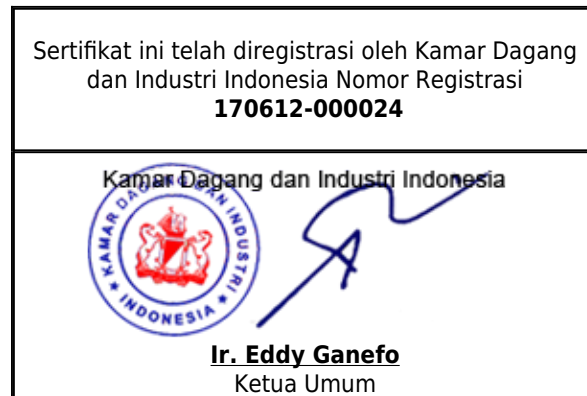 Sertifikat ini telah diregistrasi oleh Kamar Dagang
dan Industri Indonesia Nomor Registrasi
170612-000024
Kamar Dagang dan Industri Indonesia
KAMAR DAGANG DAN INDUSTRI
* INDONESIA *
Ir. Eddy Ganefo
Ketua Umum